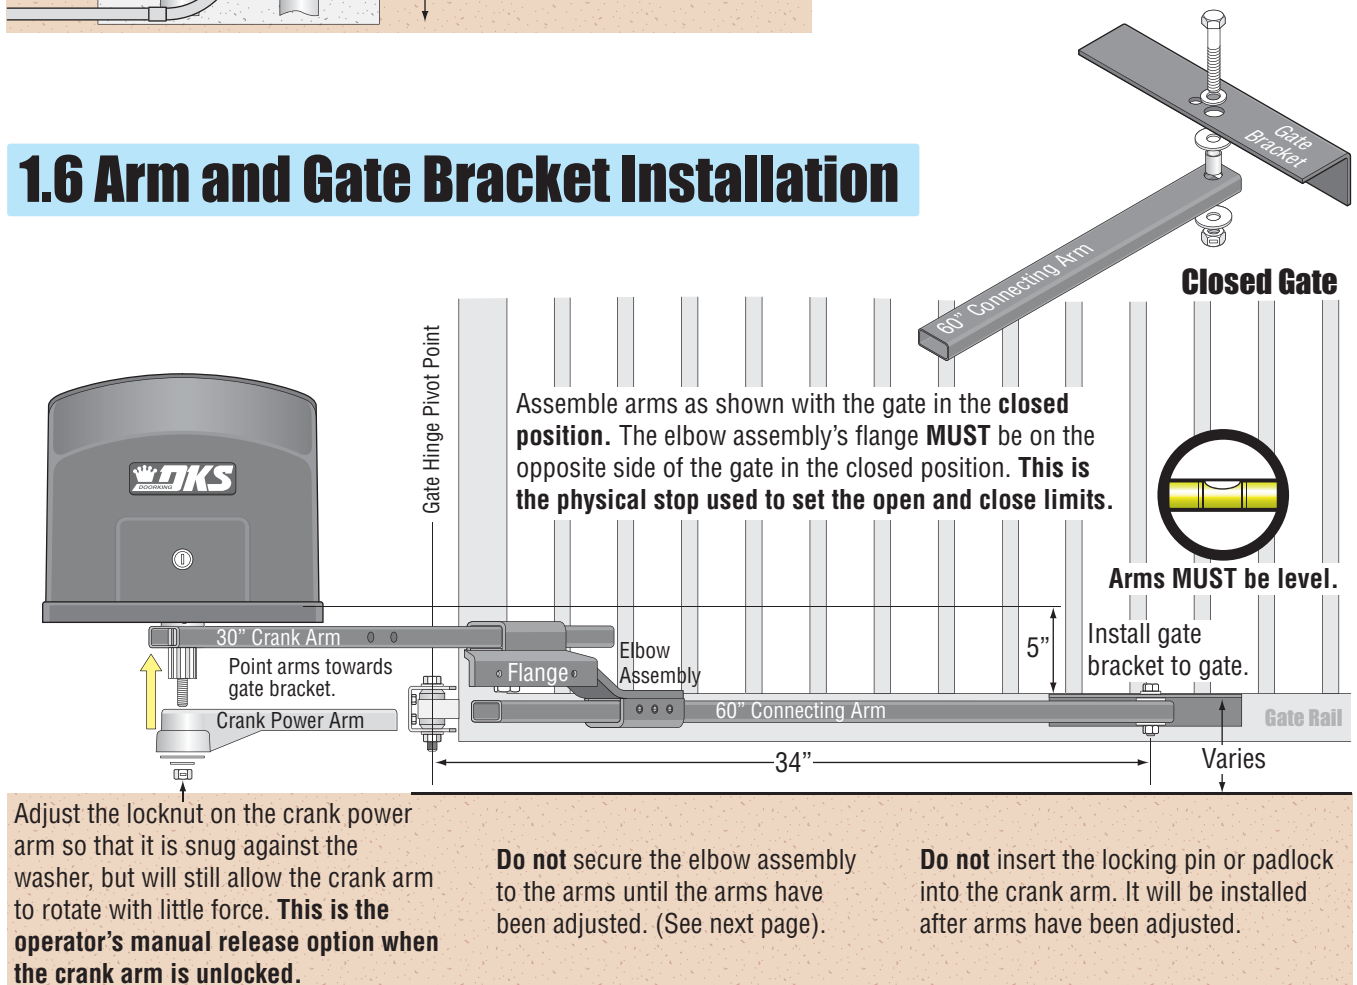 1.6 Arm and Gate Bracket Installation
Gate
Bracket
60” Connecting Arm
Closed Gate
Gate Hinge Pivot Point
Assemble arms as shown with the gate in the closed
position. The elbow assembly’s flange MUST be on the
opposite side of the gate in the closed position. This is
the physical stop used to set the open and close limits.
DKS
DOORKING
Arms MUST be level.
30” Crank Arm
Point arms towards
gate bracket.
Crank Power Arm
Flange
Elbow
Assembly
60” Connecting Arm
5”
Install gate
bracket to gate.
Gate Rail
34”
Varies
Adjust the locknut on the crank power
arm so that it is snug against the
washer, but will still allow the crank arm
to rotate with little force. This is the
operator’s manual release option when
the crank arm is unlocked.
Do not secure the elbow assembly
to the arms until the arms have
been adjusted. (See next page).
Do not insert the locking pin or padlock
into the crank arm. It will be installed
after arms have been adjusted.